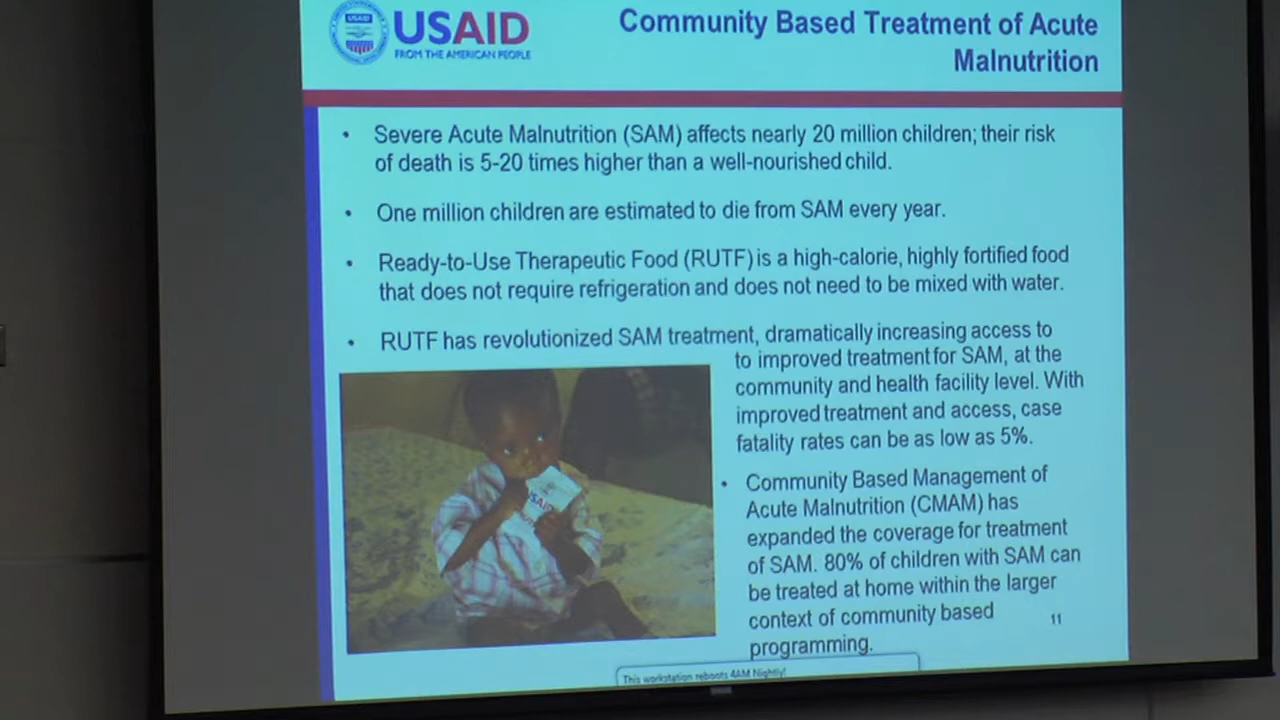 USAID
FROM THE AMERICAN PEOPLE
Community Based Treatment of Acute
Malnutrition
• Severe Acute Malnutrition (SAM) affects nearly 20 million children; their risk
of death is 5-20 times higher than a well-nourished child.
• One million children are estimated to die from SAM every year.
• Ready-to-Use Therapeutic Food (RUTF) is a high-calorie, highly fortified food
that does not require refrigeration and does not need to be mixed with water.
• RUTF has revolutionized SAM treatment, dramatically increasing access to
to improved treatment for SAM, at the
community and health facility level. With
improved treatment and access, case
fatality rates can be as low as 5%.
• Community Based Management of
Acute Malnutrition (CMAM) has
expanded the coverage for treatment
of SAM. 80% of children with SAM can
be treated at home within the larger
context of community based
programming.
11
USAID
This workstation reboots 4AM Nightly!